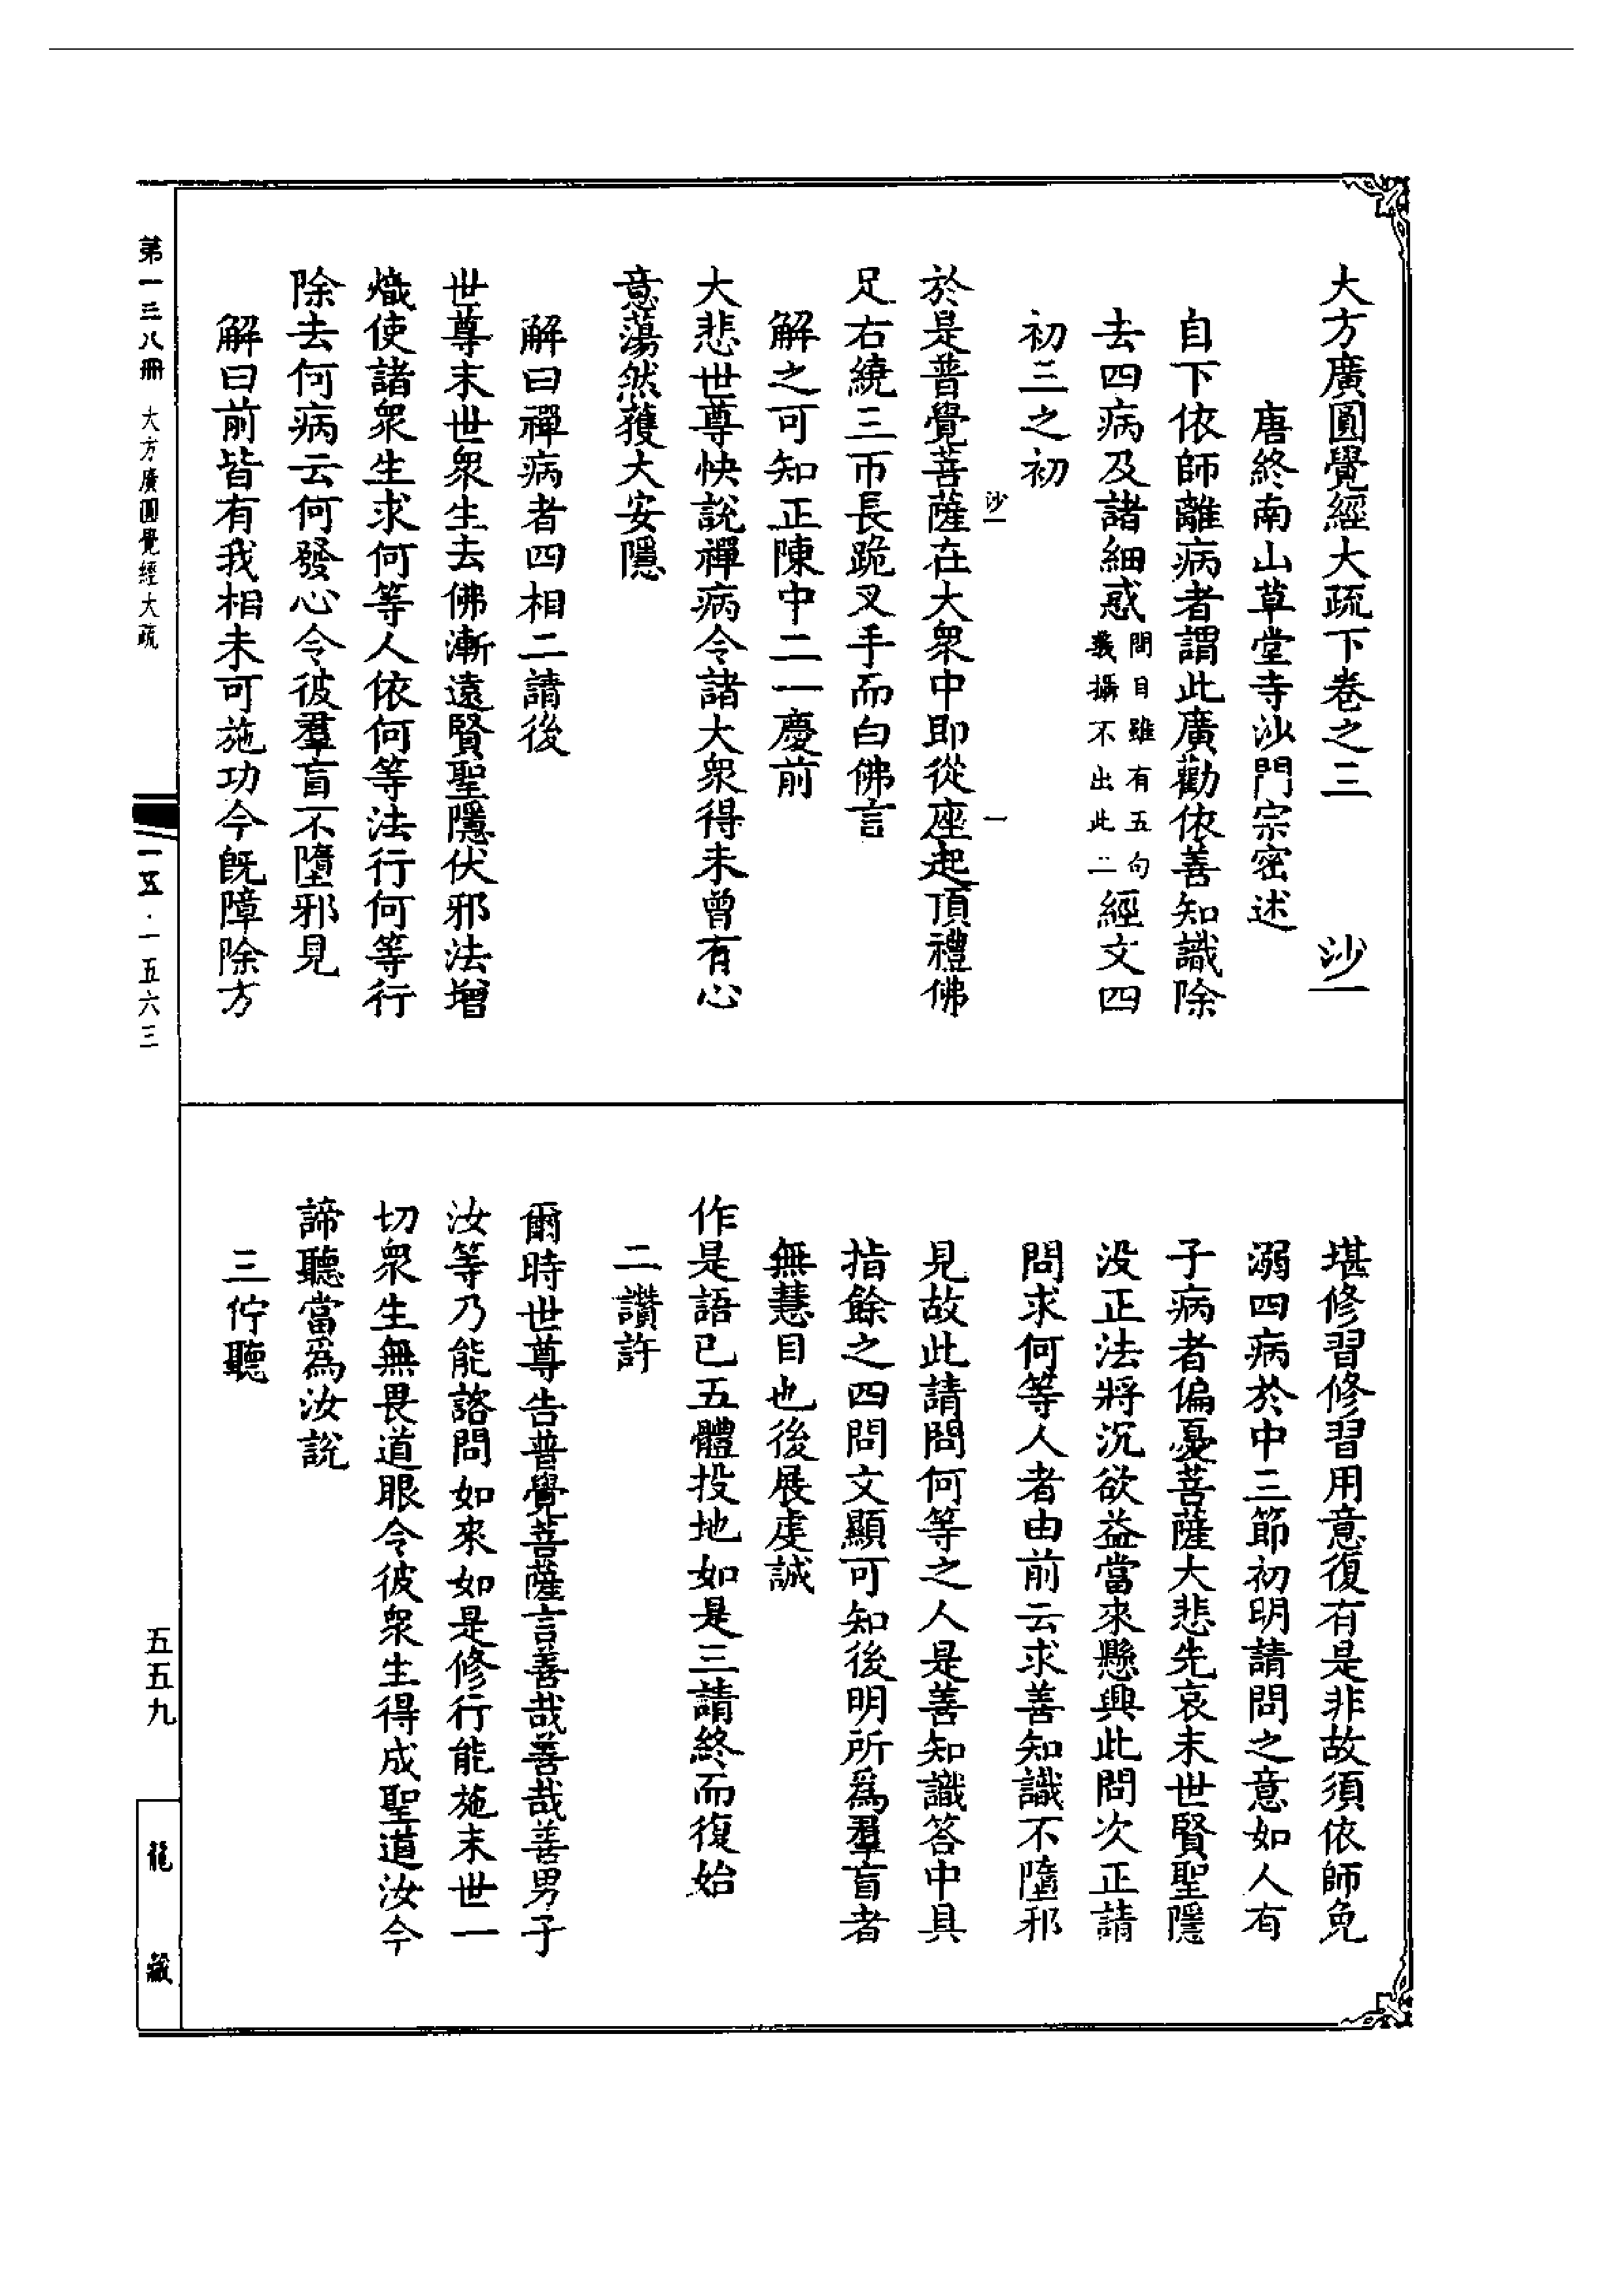 大方廣圓覺經大疏下卷之三　沙一
唐終南山草堂寺沙門宗密述
自下依師離病者謂此廣勸依善知識除
去四病及諸細惑問目雖有五句義攝不出此二經文四
初三之初
沙一　一
於是普覺菩薩在大衆中即從座起頂禮佛
足右繞三帀長跪叉手而白佛言
解之可知正陳中二一慶前
大悲世尊快說禪病令諸大衆得未曾有心
意蕩然獲大安隱
解曰禪病者四相二請後
世尊末世衆生去佛漸遠賢聖隱伏邪法增
熾使諸衆生求何等人依何等法行何等行
除去何病云何發心令彼羣盲不墮邪見
解曰前皆有我相未可施功今旣障除方
堪修習修習用意復有是非故須依師免
溺四病於中三節初明請問之意如人有
子病者偏憂菩薩大悲先哀末世賢聖隱
没正法將沉欲益當來懸興此問次正請
問求何等人者由前云求善知識不墮邪
見故此請問何等之人是善知識答中具
指餘之四問文顯可知後明所爲羣盲者
無慧目也後展虔誠
作是語已五體投地如是三請終而復始
二讚許
爾時世尊告普覺菩薩言善哉善哉善男子
汝等乃能諮問如來如是修行能施末世一
切衆生無畏道眼令彼衆生得成聖道汝今
諦聽當爲汝說
三佇聽
第一三八冊　大方廣圓覺經大疏
一五·一五六三
五五九
龍藏